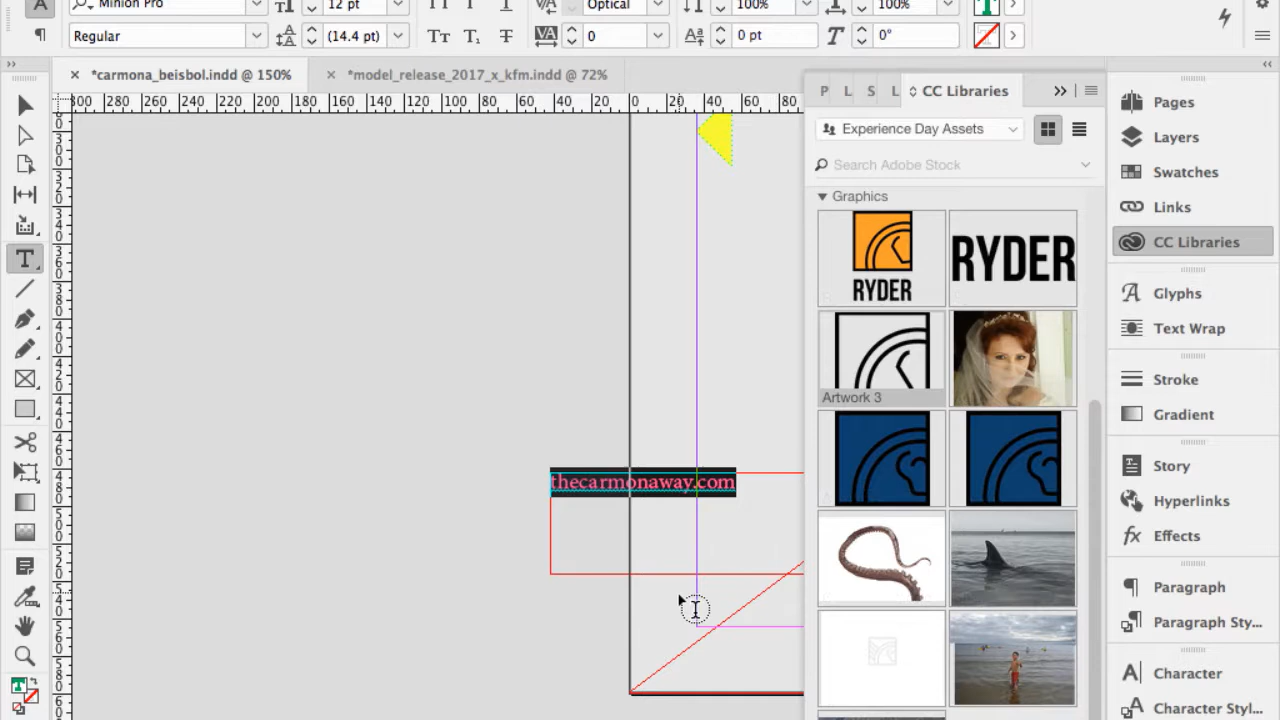 Minion Pro
12 pt
Optical
100%
100%
Regular
(14.4 pt)
0
0 pt
0°
*carmona_beisbol.indd @ 150%
*model_release_2017_x_kfm.indd @ 72%
300 280 260 240 220 200 180 160 140 120 100 80 60 40 20 0 20 40 60 80
P L S L CC Libraries
Experience Day Assets
Search Adobe Stock
Graphics
RYDER
RYDER
Artwork 3
thecarmonaway.com
Pages
Layers
Swatches
Links
CC Libraries
Glyphs
Text Wrap
Stroke
Gradient
Story
Hyperlinks
Effects
Paragraph
Paragraph Sty...
Character
Character Sty...